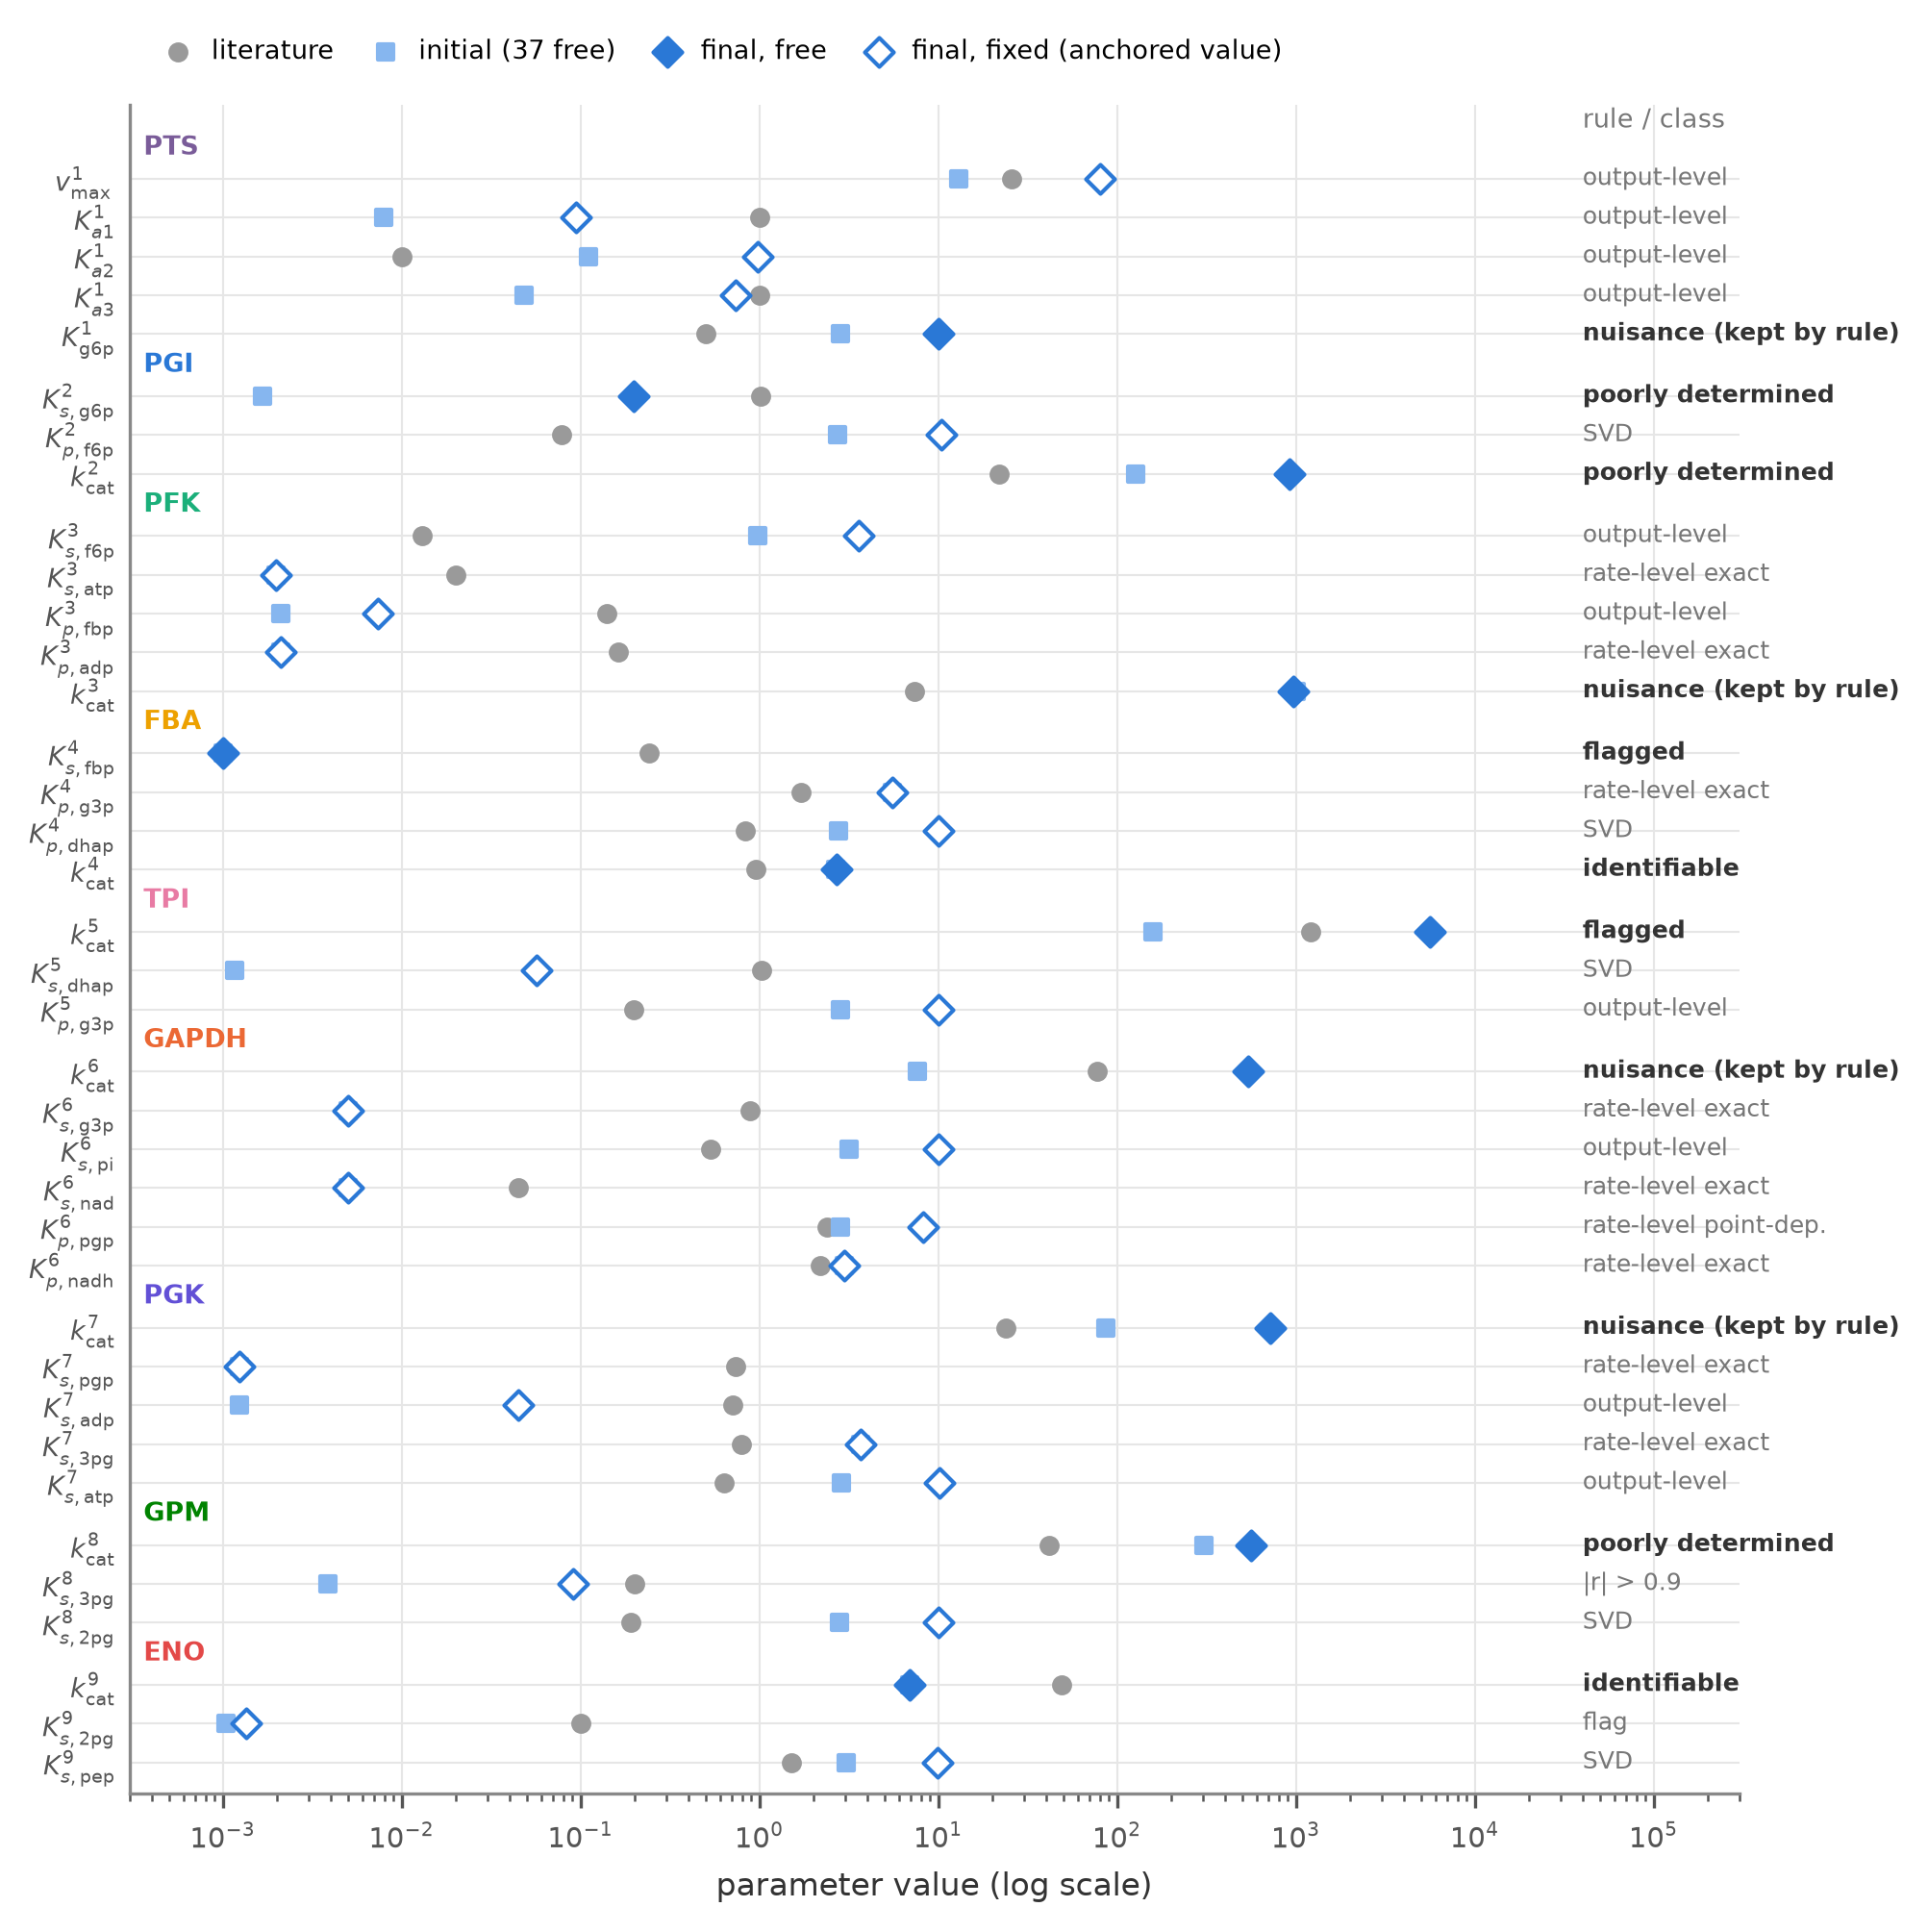 literature initial (37 free) final, free final, fixed (anchored value)
rule / class
PTS
v¹max output-level
K¹a1 output-level
K¹a2 output-level
K¹a3 output-level
K¹g6p nuisance (kept by rule)
PGI
K²s, g6p poorly determined
K²p, f6p SVD
k²cat poorly determined
PFK
K³s, f6p output-level
K³s, atp rate-level exact
K³p, fbp output-level
K³p, adp rate-level exact
k³cat nuisance (kept by rule)
FBA
K⁴s, fbp flagged
K⁴p, g3p rate-level exact
K⁴p, dhap SVD
k⁴cat identifiable
TPI
k⁵cat flagged
K⁵s, dhap SVD
K⁵p, g3p output-level
GAPDH
k⁶cat nuisance (kept by rule)
K⁶s, g3p rate-level exact
K⁶s, pi output-level
K⁶s, nad rate-level exact
K⁶p, pgp rate-level point-dep.
K⁶p, nadh rate-level exact
PGK
k⁷cat nuisance (kept by rule)
K⁷s, pgp rate-level exact
K⁷s, adp output-level
K⁷s, 3pg rate-level exact
K⁷s, atp output-level
GPM
k⁸cat poorly determined
K⁸s, 3pg |r| > 0.9
K⁸s, 2pg SVD
ENO
k⁹cat identifiable
K⁹s, 2pg flag
K⁹s, pep SVD
10⁻³ 10⁻² 10⁻¹ 10⁰ 10¹ 10² 10³ 10⁴ 10⁵
parameter value (log scale)